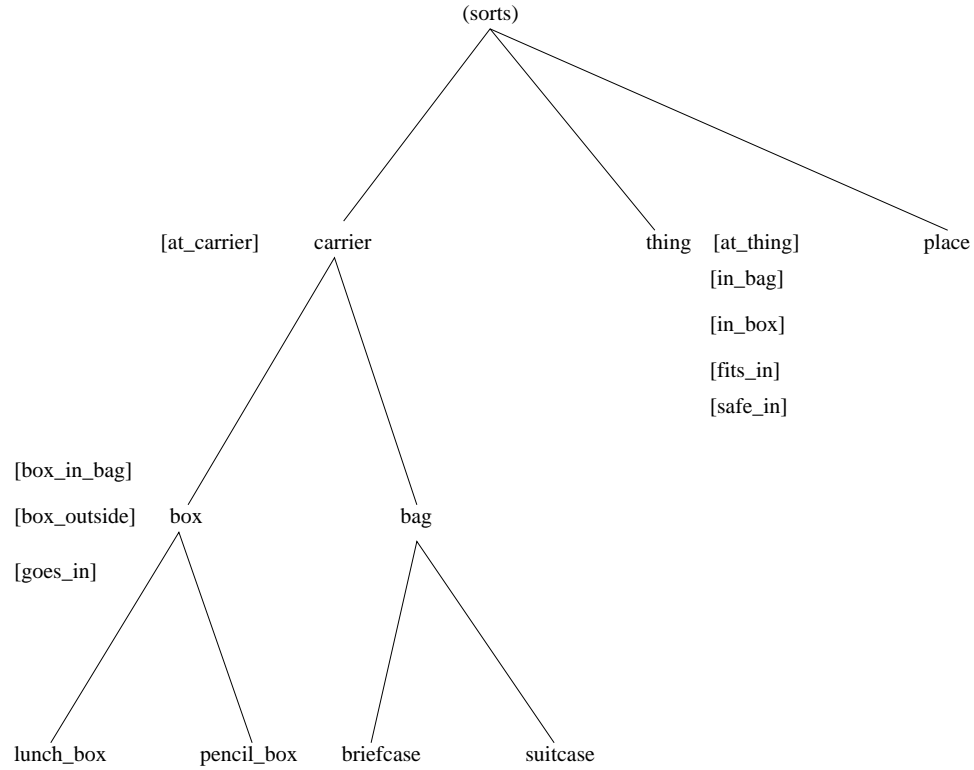 (sorts)
[at_carrier] carrier thing [at_thing] place
[in_bag]
[in_box]
[fits_in]
[safe_in]
[box_in_bag]
[box_outside] box bag
[goes_in]
lunch_box pencil_box briefcase suitcase